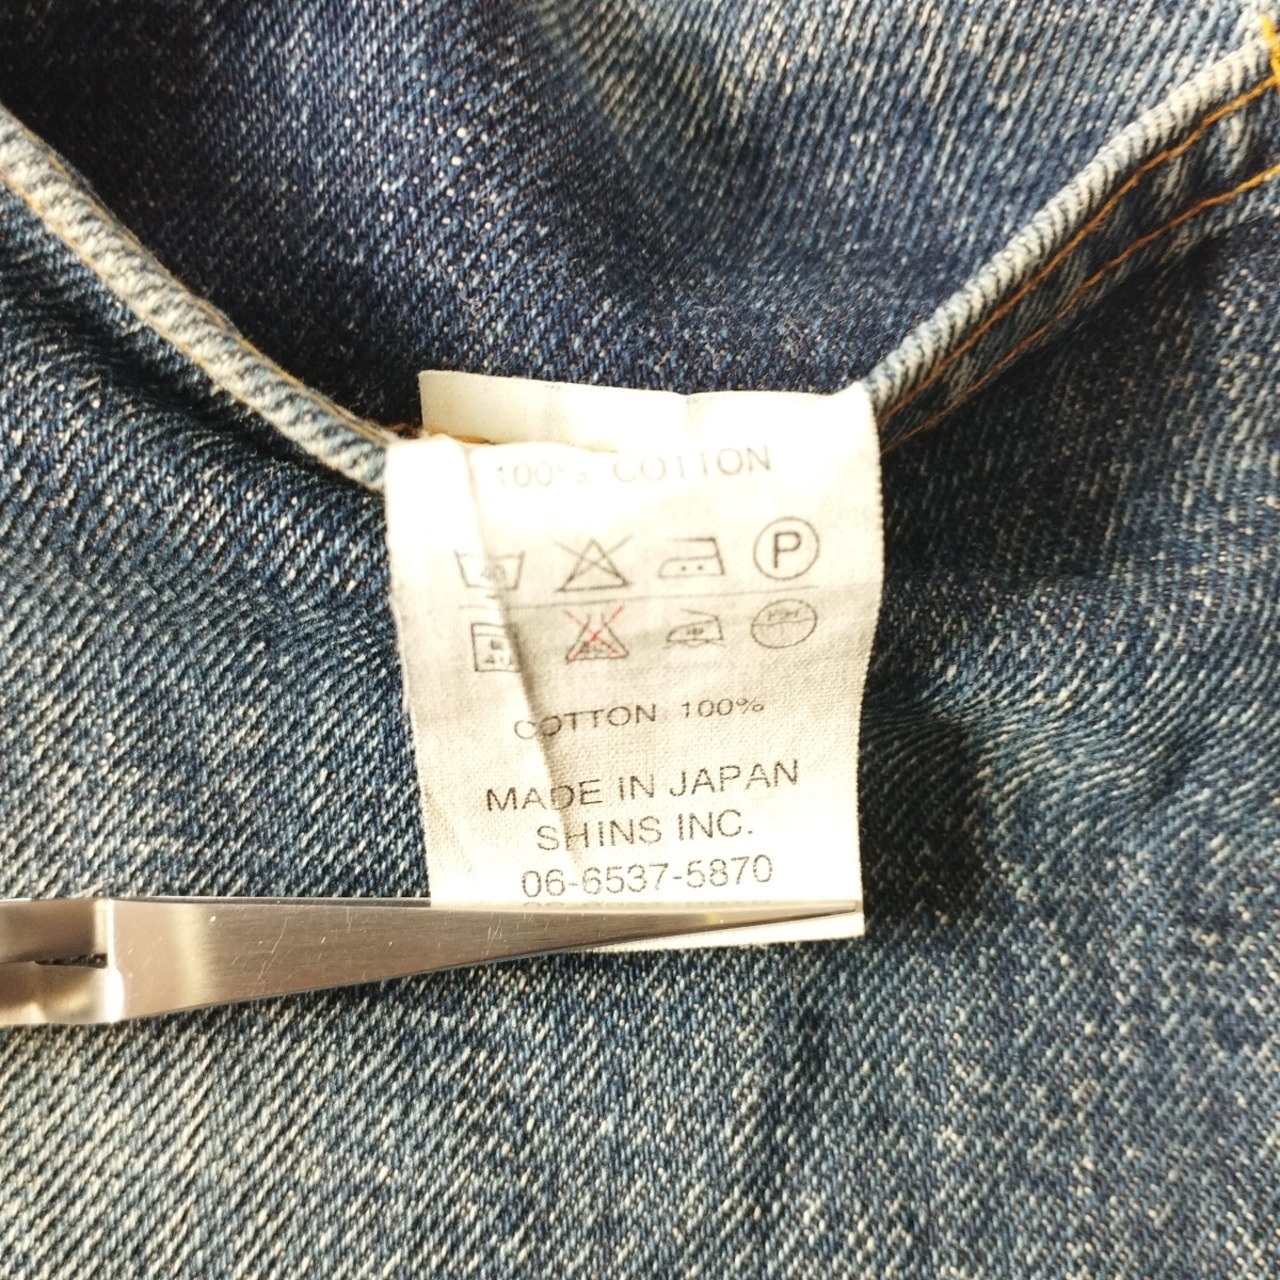 100% COTTON
P
COTTON 100%
MADE IN JAPAN
SHINS INC.
06-6537-5870